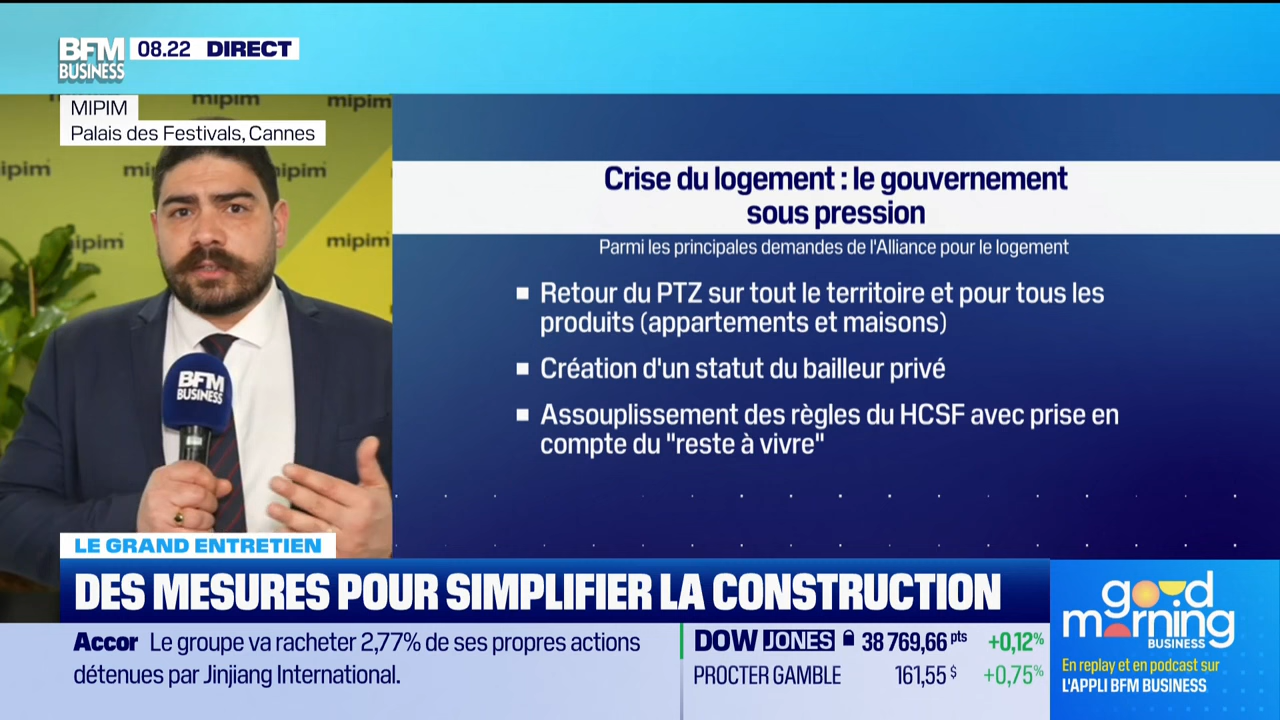 BFM
BUSINESS
08.22 DIRECT
MIPIM
Palais des Festivals, Cannes
mipim
mipim
mipim
mipim
mipim
mipim
Crise du logement : le gouvernement
sous pression
Parmi les principales demandes de l'Alliance pour le logement
Retour du PTZ sur tout le territoire et pour tous les
produits (appartements et maisons)
Création d'un statut du bailleur privé
Assouplissement des règles du HCSF avec prise en
compte du "reste à vivre"
BFM
BUSINESS
LE GRAND ENTRETIEN
DES MESURES POUR SIMPLIFIER LA CONSTRUCTION
Accor Le groupe va racheter 2,77% de ses propres actions
détenues par Jinjiang International.
DOW JONES 38 769,66 pts +0,12%
PROCTER GAMBLE 161,55 $ +0,75%
good
morning
BUSINESS
En replay et en podcast sur
L'APPLI BFM BUSINESS